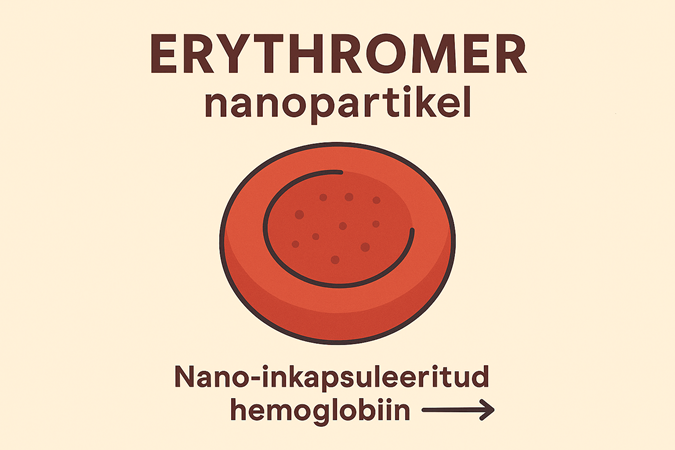 ERYTHROMER
nanopartikel
Nano-inkapsuleeritud
hemoglobiin →